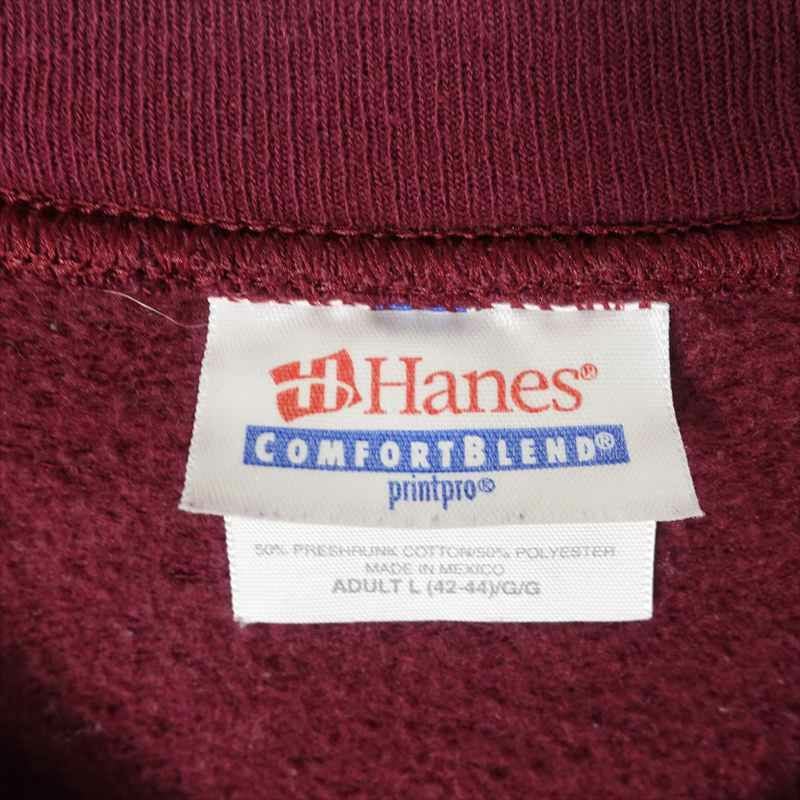 Hanes®
COMFORTBLEND®
printpro®
50% PRESHRUNK COTTON/50% POLYESTER
MADE IN MEXICO
ADULT L (42-44)/G/G